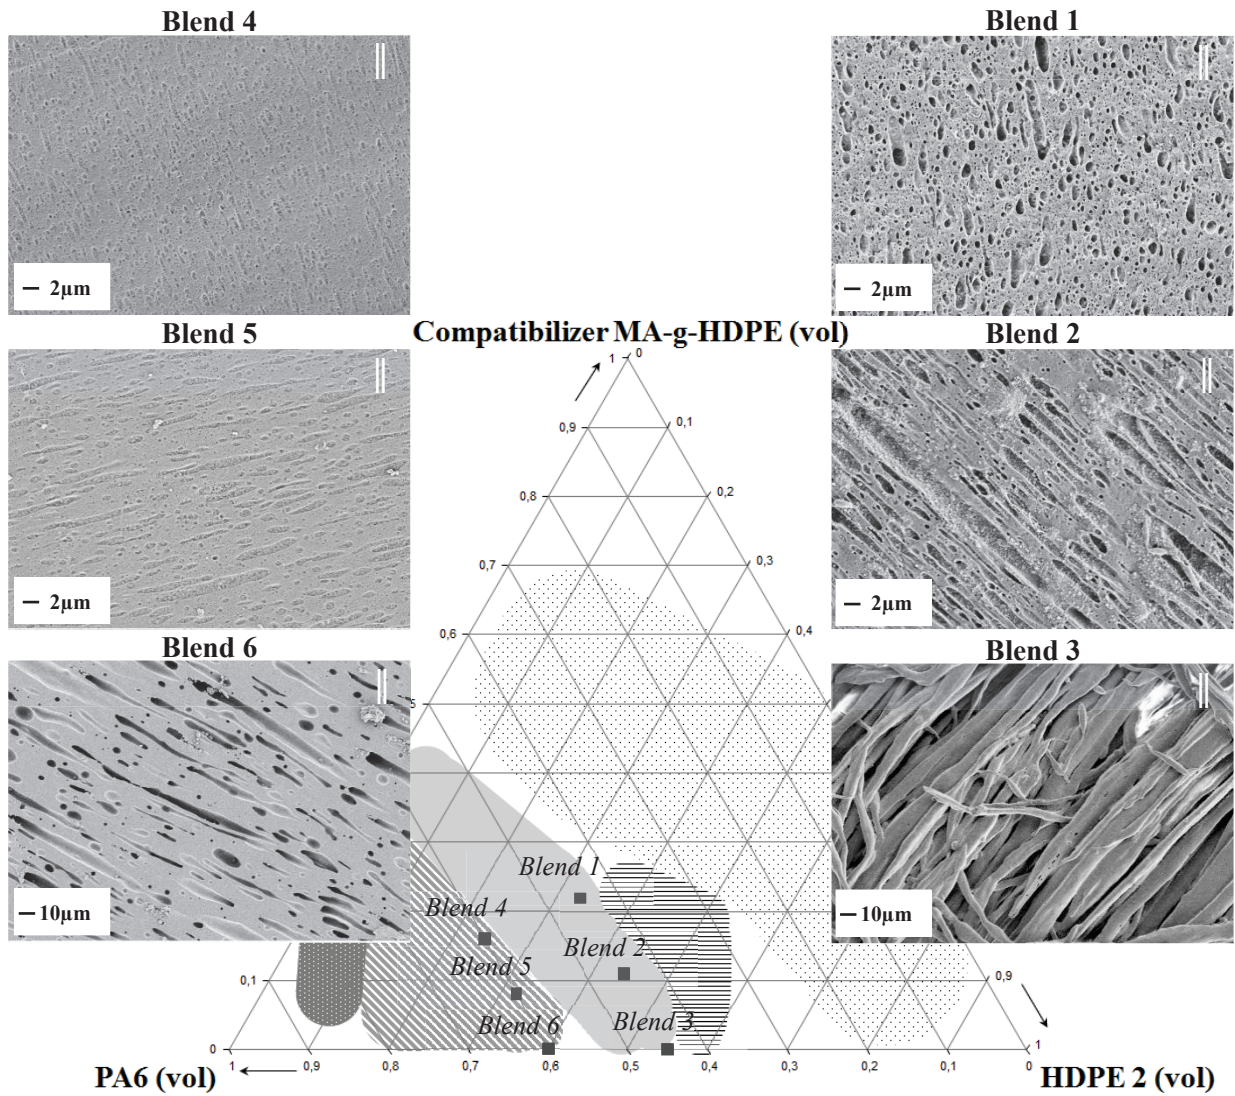 Blend 4
Blend 1
2µm
2µm
Blend 5
Compatibilizer MA-g-HDPE (vol)
Blend 2
1
0
0,9
0,1
0,8
0,2
2µm
2µm
0,7
0,3
Blend 6
0,6
0,4
Blend 3
5
Blend 1
10µm
Blend 4
10µm
Blend 2
Blend 5
0,1
0,9
Blend 6
Blend 3
0
1
1
0,9
0,8
0,7
0,6
0,5
0,4
0,3
0,2
0,1
0
PA6 (vol)
HDPE 2 (vol)